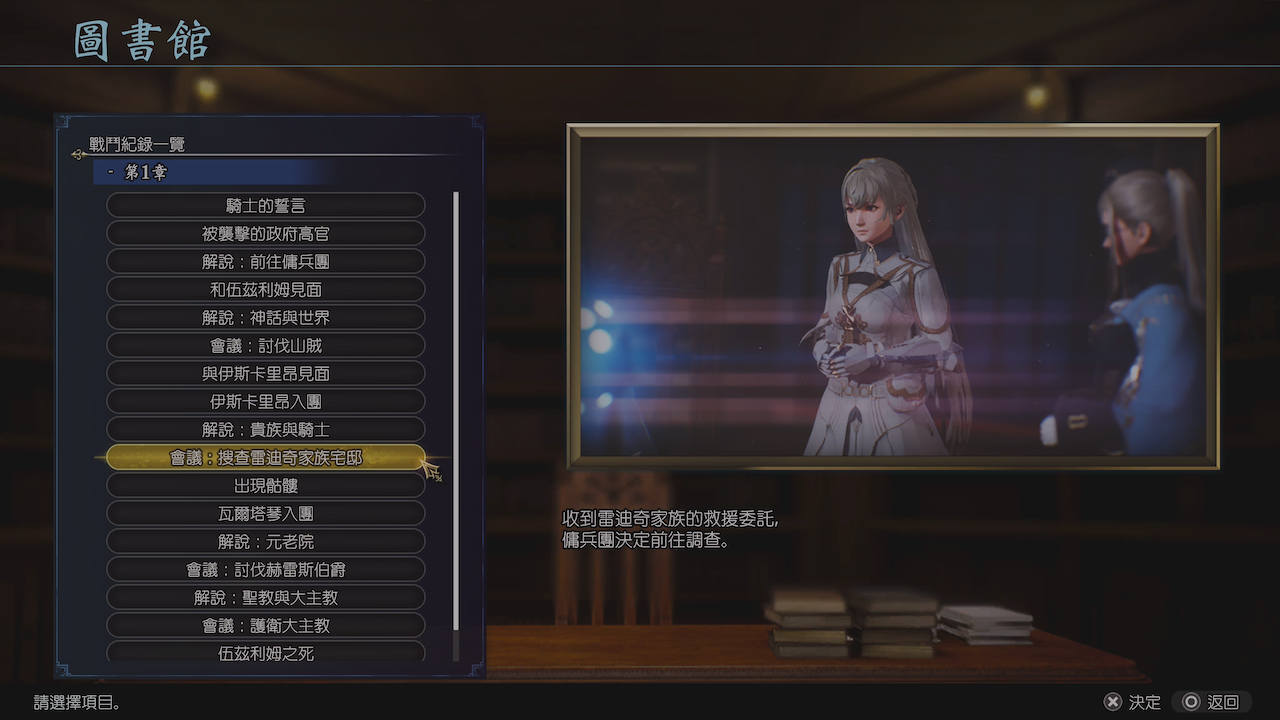 圖書館
戰鬥紀錄一覽
- 第1章
騎士的誓言
被襲擊的政府高官
解說：前往傭兵團
和伍茲利姆見面
解說：神話與世界
會議：討伐山賊
與伊斯卡里昂見面
伊斯卡里昂入團
解說：貴族與騎士
會議：搜查雷迪奇家族宅邸
出現骷髏
瓦爾塔琴入團
解說：元老院
會議：討伐赫雷斯伯爵
解說：聖教與大主教
會議：護衛大主教
伍茲利姆之死
收到雷迪奇家族的救援委託,
傭兵團決定前往調查。
請選擇項目。
決定 返回